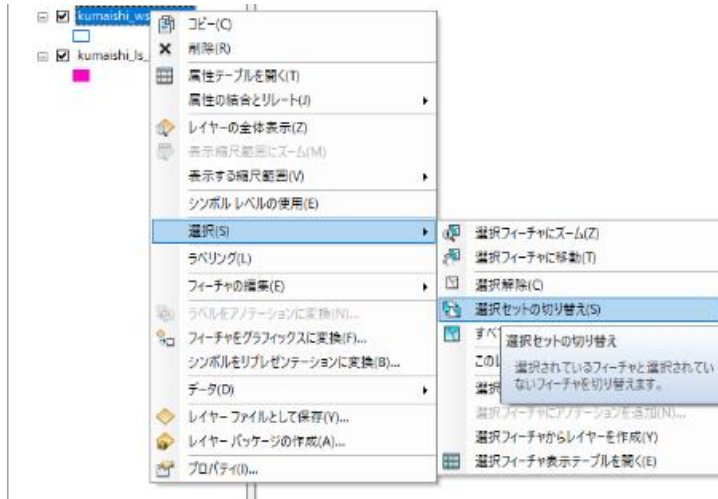 kumaishi_ws
kumaishi_ls_
コピー(C)
削除(R)
属性テーブルを開く(T)
属性の結合とリレート(J)
レイヤーの全体表示(Z)
表示縮尺範囲にズーム(M)
表示する縮尺範囲(V)
シンボル レベルの使用(E)
選択(S)
ラベリング(L)
フィーチャの編集(E)
ラベルをアノテーションに変換(N)...
フィーチャをグラフィックスに変換(F)...
シンボルをリプレゼンテーションに変換(B)...
データ(D)
レイヤー ファイルとして保存(Y)...
レイヤー パッケージの作成(A)...
プロパティ(I)...
選択フィーチャにズーム(Z)
選択フィーチャに移動(T)
選択解除(C)
選択セットの切り替え(S)
すべ
この
選択
選択セットの切り替え
選択されているフィーチャと選択されてい
ないフィーチャを切り替えます。
選択フィーチャにアノテーションを追加(N)...
選択フィーチャからレイヤーを作成(Y)
選択フィーチャ表示テーブルを開く(E)